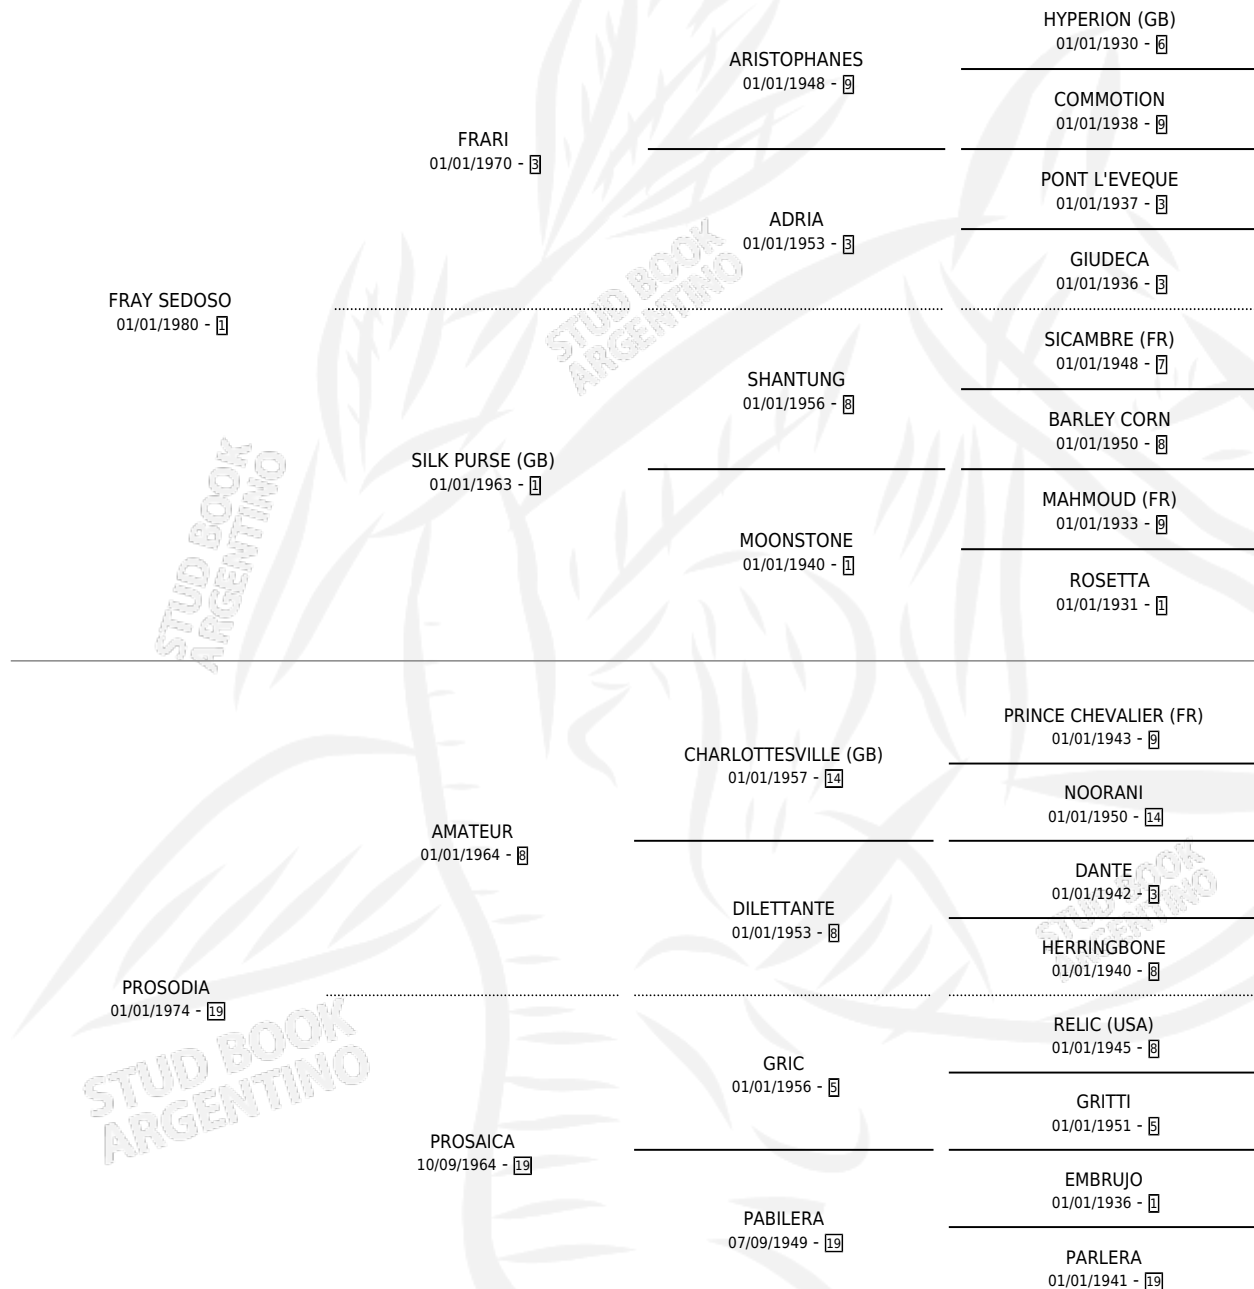 HYPERION (GB)
01/01/1930 - 6
ARISTOPHANES
01/01/1948 - 9
COMMOTION
01/01/1938 - 9
FRARI
01/01/1970 - 3
PONT L'EVEQUE
01/01/1937 - 3
ADRIA
01/01/1953 - 3
GIUDECA
01/01/1936 - 3
FRAY SEDOSO
01/01/1980 - 1
SICAMBRE (FR)
01/01/1948 - 7
SHANTUNG
01/01/1956 - 8
BARLEY CORN
01/01/1950 - 8
SILK PURSE (GB)
01/01/1963 - 1
MAHMOUD (FR)
01/01/1933 - 9
MOONSTONE
01/01/1940 - 1
ROSETTA
01/01/1931 - 1
PRINCE CHEVALIER (FR)
01/01/1943 - 9
CHARLOTTESVILLE (GB)
01/01/1957 - 14
NOORANI
01/01/1950 - 14
AMATEUR
01/01/1964 - 8
DANTE
01/01/1942 - 3
DILETTANTE
01/01/1953 - 8
HERRINGBONE
01/01/1940 - 8
PROSODIA
01/01/1974 - 19
RELIC (USA)
01/01/1945 - 8
GRIC
01/01/1956 - 5
GRITTI
01/01/1951 - 5
PROSAICA
10/09/1964 - 19
EMBRUJO
01/01/1936 - 1
PABILERA
07/09/1949 - 19
PARLERA
01/01/1941 - 19
STUD BOOK
ARGENTINO
STUD BOOK
ARGENTINO
STUD BOOK
ARGENTINO
STUD BOOK
ARGENTINO